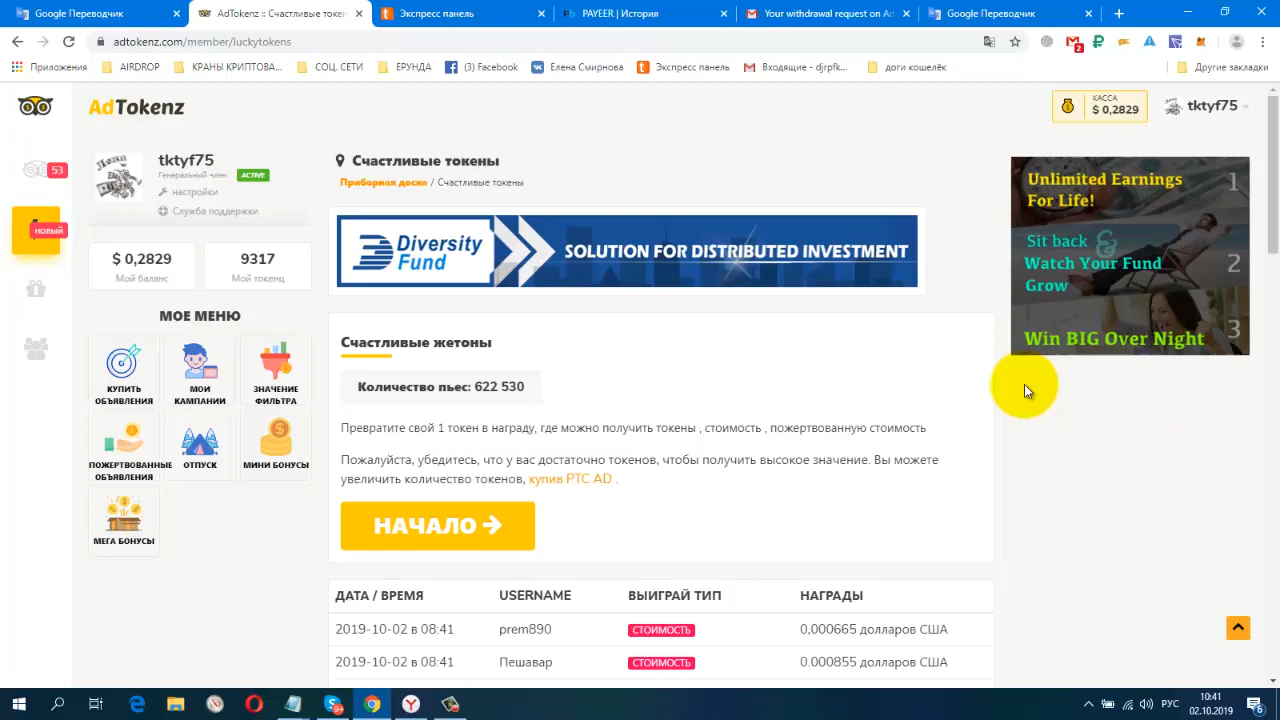 Google Переводчик
AdTokenz :: Счастливые токены
Экспресс панель
PAYEER | История
Your withdrawal request on Ad
Google Переводчик
adtokenz.com/member/luckytokens
2
Приложения
AIRDROP
КРАНЫ КРИПТОВА...
СОЦ. СЕТИ
ЕРУНДА
(3) Facebook
Елена Смирнова
Экспресс панель
Входящие - djrpfk...
доги кошелёк
Другие закладки
AdTokenz
КАССА
$ 0,2829
tktyf75
53
новый
tktyf75
Генеральный член
ACTIVE
настройки
Служба поддержки
$ 0,2829
Мой баланс
9317
Мой токенц
МОЕ МЕНЮ
КУПИТЬ
ОБЪЯВЛЕНИЯ
МОИ
КАМПАНИИ
ЗНАЧЕНИЕ
ФИЛЬТРА
ПОЖЕРТВОВАННЫЕ
ОБЪЯВЛЕНИЯ
ОТПУСК
МИНИ БОНУСЫ
МЕГА БОНУСЫ
Счастливые токены
Приборная доска / Счастливые токены
Diversity
Fund
SOLUTION FOR DISTRIBUTED INVESTMENT
Счастливые жетоны
Количество пьес: 622 530
Превратите свой 1 токен в награду, где можно получить токены , стоимость , пожертвованную стоимость
Пожалуйста, убедитесь, что у вас достаточно токенов, чтобы получить высокое значение. Вы можете
увеличить количество токенов, купив PTC AD .
НАЧАЛО
ДАТА / ВРЕМЯ
USERNAME
ВЫИГРАЙ ТИП
НАГРАДЫ
2019-10-02 в 08:41
prem890
СТОИМОСТЬ
0,000665 долларов США
2019-10-02 в 08:41
Пешавар
СТОИМОСТЬ
0.000855 долларов США
Unlimited Earnings
For Life!
1
Sit back &
Watch Your Fund
Grow
2
Win BIG Over Night
3
9+
РУС
10:41
02.10.2019
6